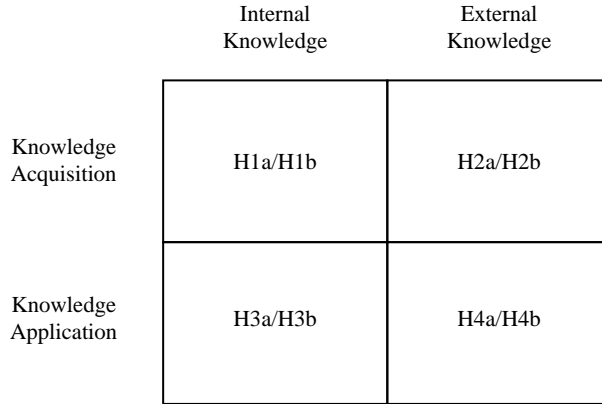 Internal
Knowledge
External
Knowledge
Knowledge
Acquisition
H1a/H1b
H2a/H2b
Knowledge
Application
H3a/H3b
H4a/H4b